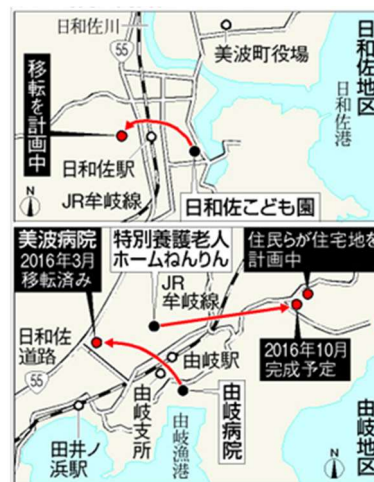 日和佐地区
日和佐川
55
美波町役場
日和佐港
移転を計画中
日和佐駅
JR牟岐線
日和佐こども園
N
美波病院
2016年3月
移転済み
特別養護老人
ホームねんりん
住民らが住宅地を
計画中
JR
牟岐線
日和佐
道路
2016年10月
完成予定
由岐駅
55
由岐支所
由岐病院
由岐漁港
田井ノ
浜駅
由岐地区
N